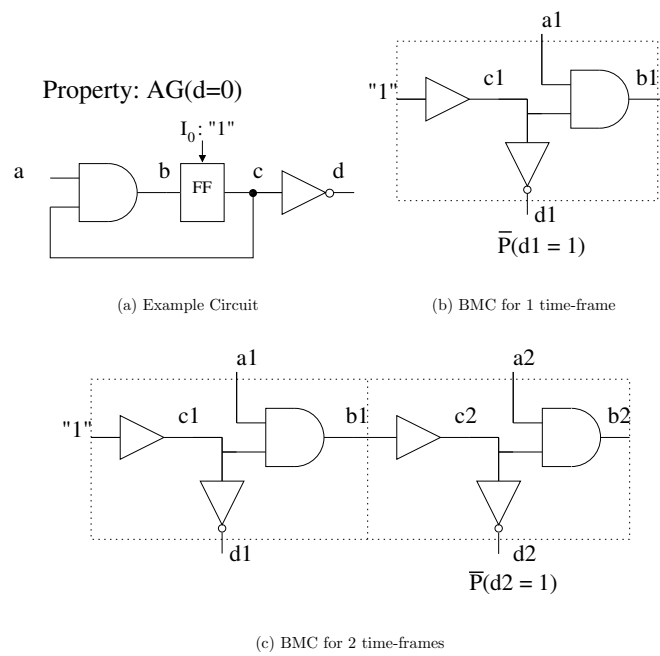 Property: AG(d=0)
I₀: "1"
a
b
FF
c
d
(a) Example Circuit
a1
"1"
c1
b1
d1
P̅(d1 = 1)
(b) BMC for 1 time-frame
a1
a2
"1"
c1
b1
c2
b2
d1
d2
P̅(d2 = 1)
(c) BMC for 2 time-frames